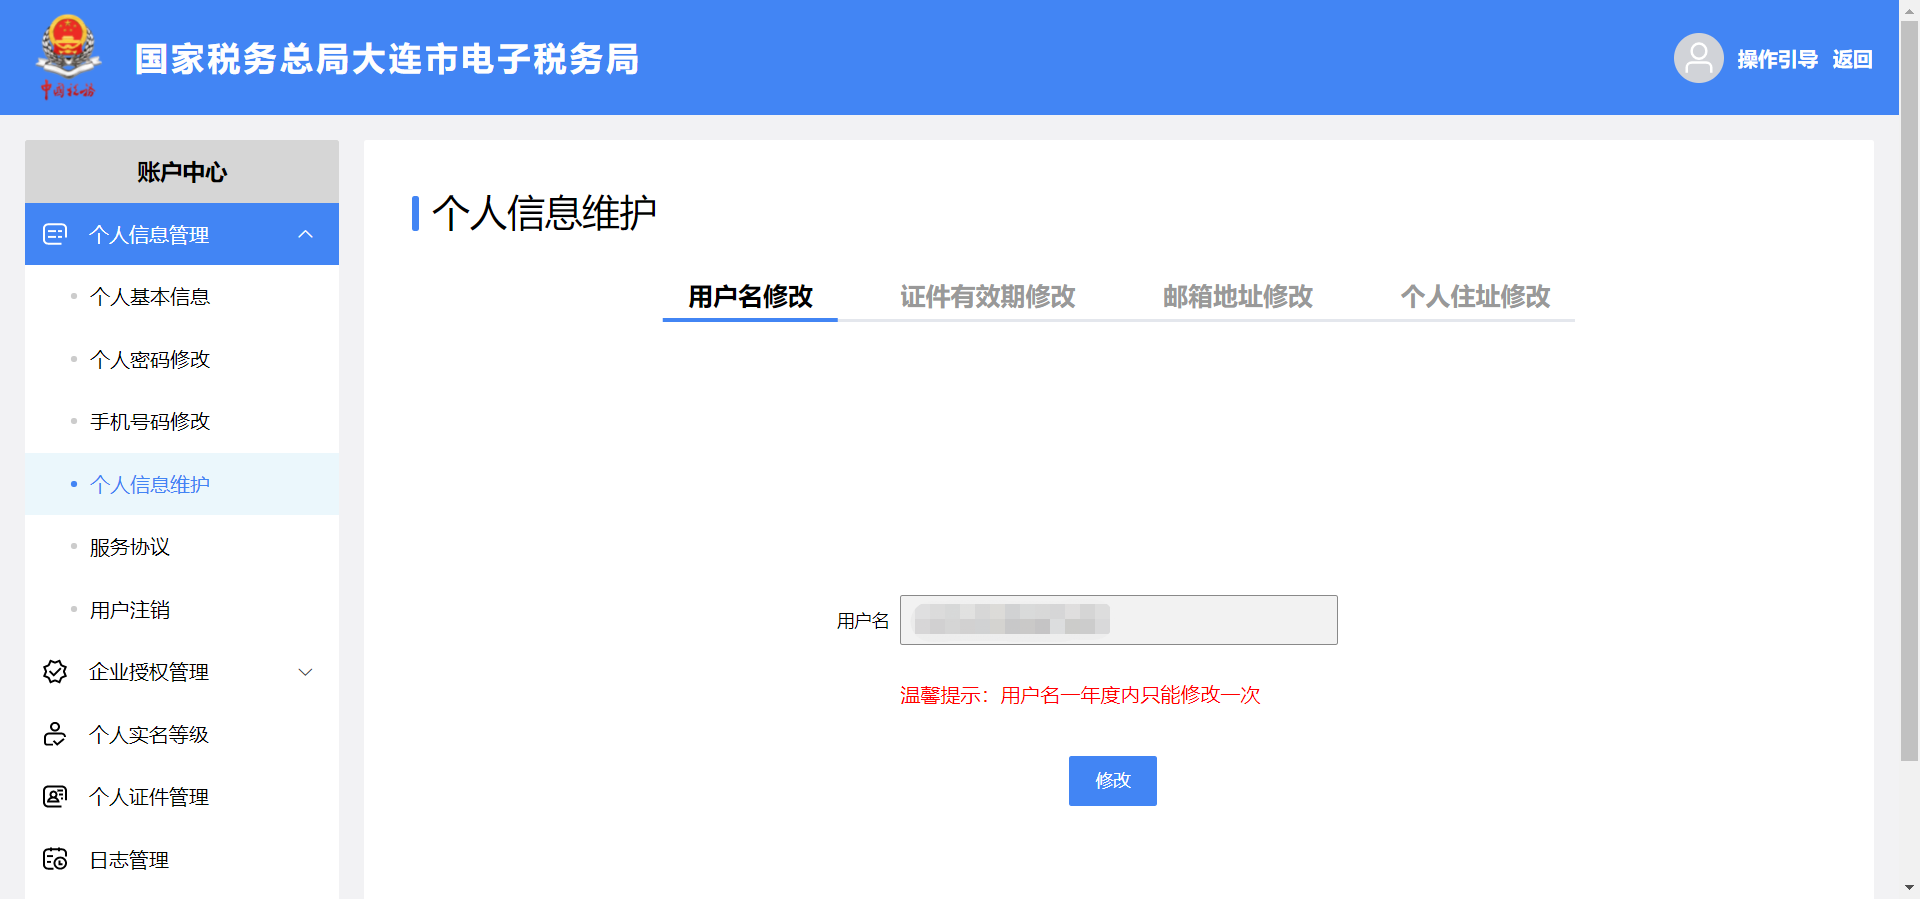 中国税务
国家税务总局大连市电子税务局
操作引导 返回
账户中心
个人信息管理
个人基本信息
个人密码修改
手机号码修改
个人信息维护
服务协议
用户注销
企业授权管理
个人实名等级
个人证件管理
日志管理
个人信息维护
用户名修改 证件有效期修改 邮箱地址修改 个人住址修改
用户名
温馨提示：用户名一年度内只能修改一次
修改